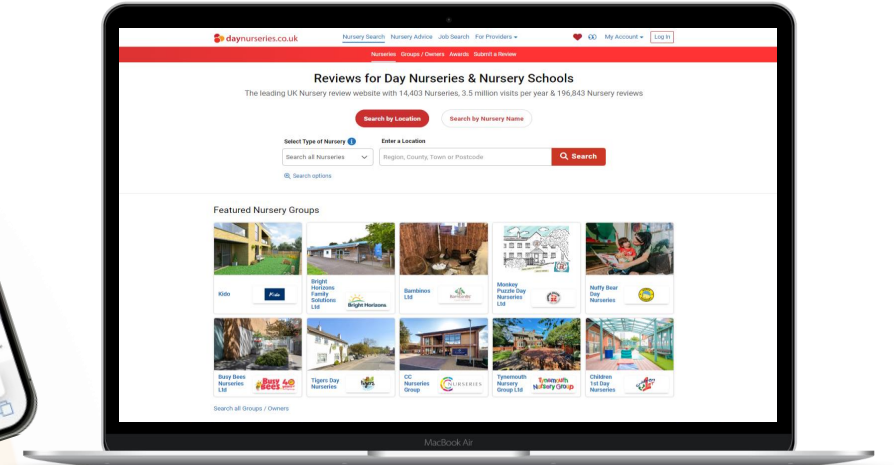 daynurseries.co.uk
Nursery Search Nursery Advice Job Search For Providers
(0) My Account Log In
Nurseries Groups / Owners Awards Submit a Review
Reviews for Day Nurseries & Nursery Schools
The leading UK Nursery review website with 14,403 Nurseries, 3.5 million visits per year & 196,843 Nursery reviews
Search by Location Search by Nursery Name
Select Type of Nursery Enter a Location
Search all Nurseries Region, County, Town or Postcode Search
Search options
Featured Nursery Groups
Kido
Kido
Bright
Horizons
Family
Solutions
Ltd
Bright Horizons
Bambinos
Ltd
Monkey
Puzzle Day
Nurseries
Ltd
Nuffy Bear
Day
Nurseries
Busy Bees
Nurseries
Ltd
Busy Bees 40
Tigers Day
Nurseries
tigers
CC
Nurseries
Group
NURSERIES
Tynemouth
Nursery
Group Ltd
Tynemouth
Nursery Group
Children
1st Day
Nurseries
Search all Groups / Owners
MacBook Air